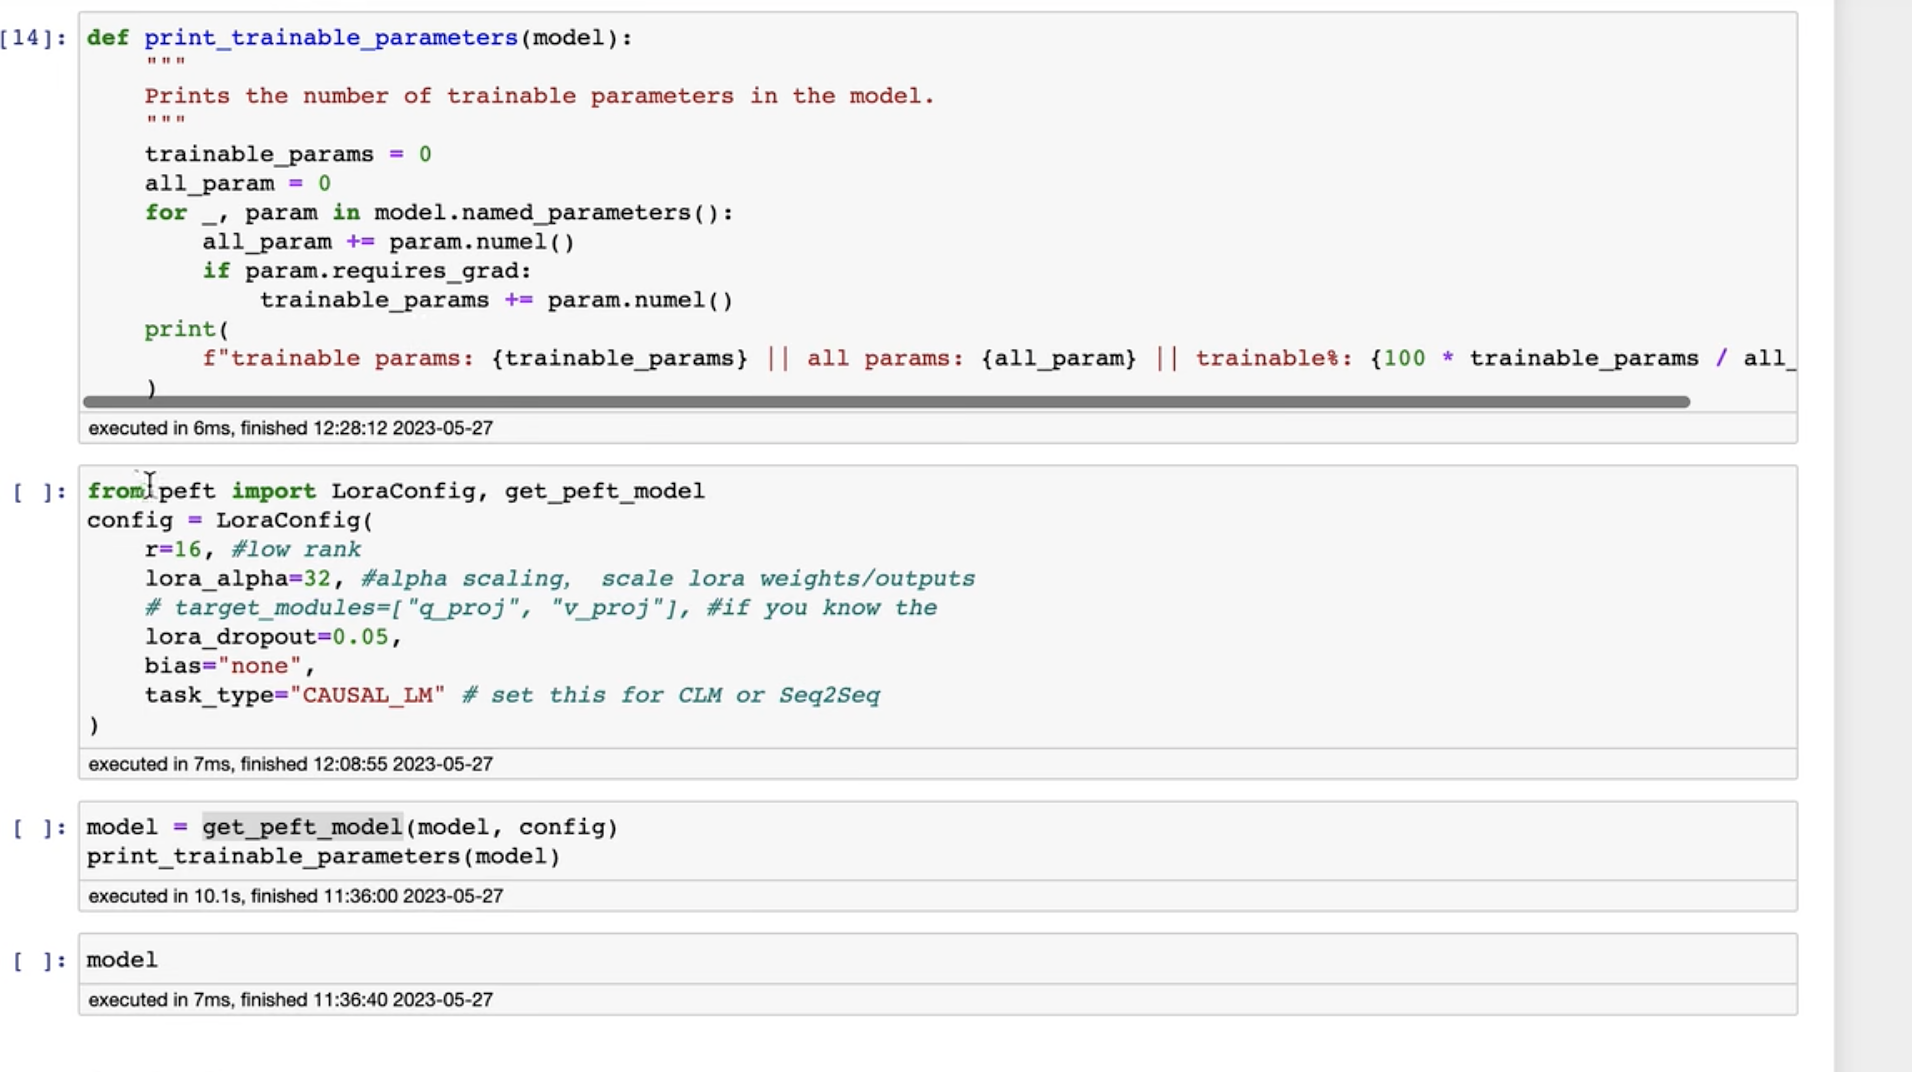 [14]: def print_trainable_parameters(model):
    """
    Prints the number of trainable parameters in the model.
    """
    trainable_params = 0
    all_param = 0
    for _, param in model.named_parameters():
        all_param += param.numel()
        if param.requires_grad:
            trainable_params += param.numel()
    print(
        f"trainable params: {trainable_params} || all params: {all_param} || trainable%: {100 * trainable_params / all_
    )
executed in 6ms, finished 12:28:12 2023-05-27
[ ]: from peft import LoraConfig, get_peft_model
config = LoraConfig(
    r=16, #low rank
    lora_alpha=32, #alpha scaling,  scale lora weights/outputs
    # target_modules=["q_proj", "v_proj"], #if you know the
    lora_dropout=0.05,
    bias="none",
    task_type="CAUSAL_LM" # set this for CLM or Seq2Seq
)
executed in 7ms, finished 12:08:55 2023-05-27
[ ]: model = get_peft_model(model, config)
print_trainable_parameters(model)
executed in 10.1s, finished 11:36:00 2023-05-27
[ ]: model
executed in 7ms, finished 11:36:40 2023-05-27